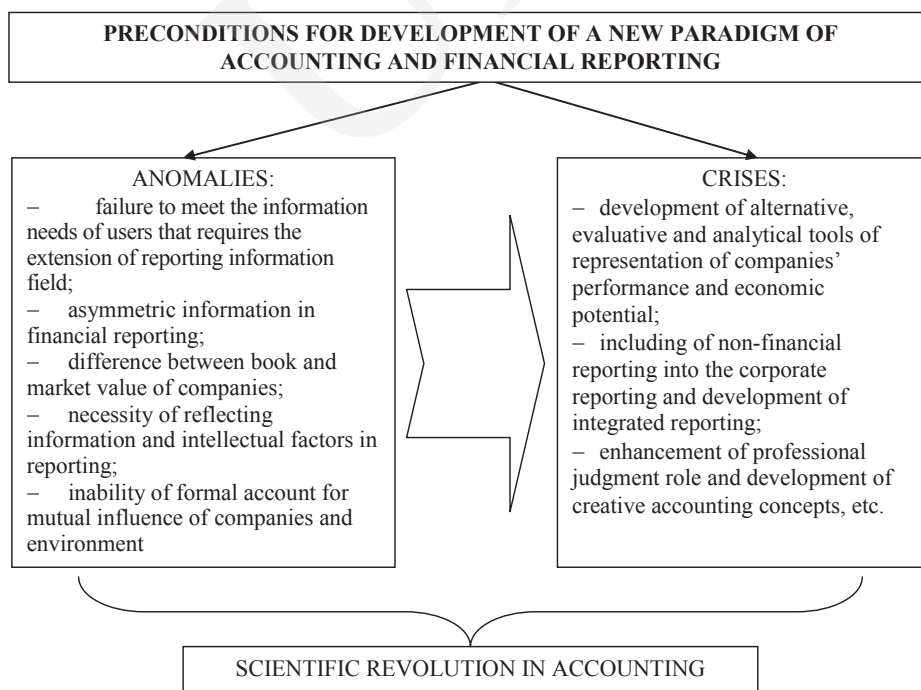 PRECONDITIONS FOR DEVELOPMENT OF A NEW PARADIGM OF
ACCOUNTING AND FINANCIAL REPORTING
ANOMALIES:
– failure to meet the information
needs of users that requires the
extension of reporting information
field;
– asymmetric information in
financial reporting;
– difference between book and
market value of companies;
– necessity of reflecting
information and intellectual factors in
reporting;
– inability of formal account for
mutual influence of companies and
environment
CRISES:
– development of alternative,
evaluative and analytical tools of
representation of companies’
performance and economic
potential;
– including of non-financial
reporting into the corporate
reporting and development of
integrated reporting;
– enhancement of professional
judgment role and development of
creative accounting concepts, etc.
SCIENTIFIC REVOLUTION IN ACCOUNTING